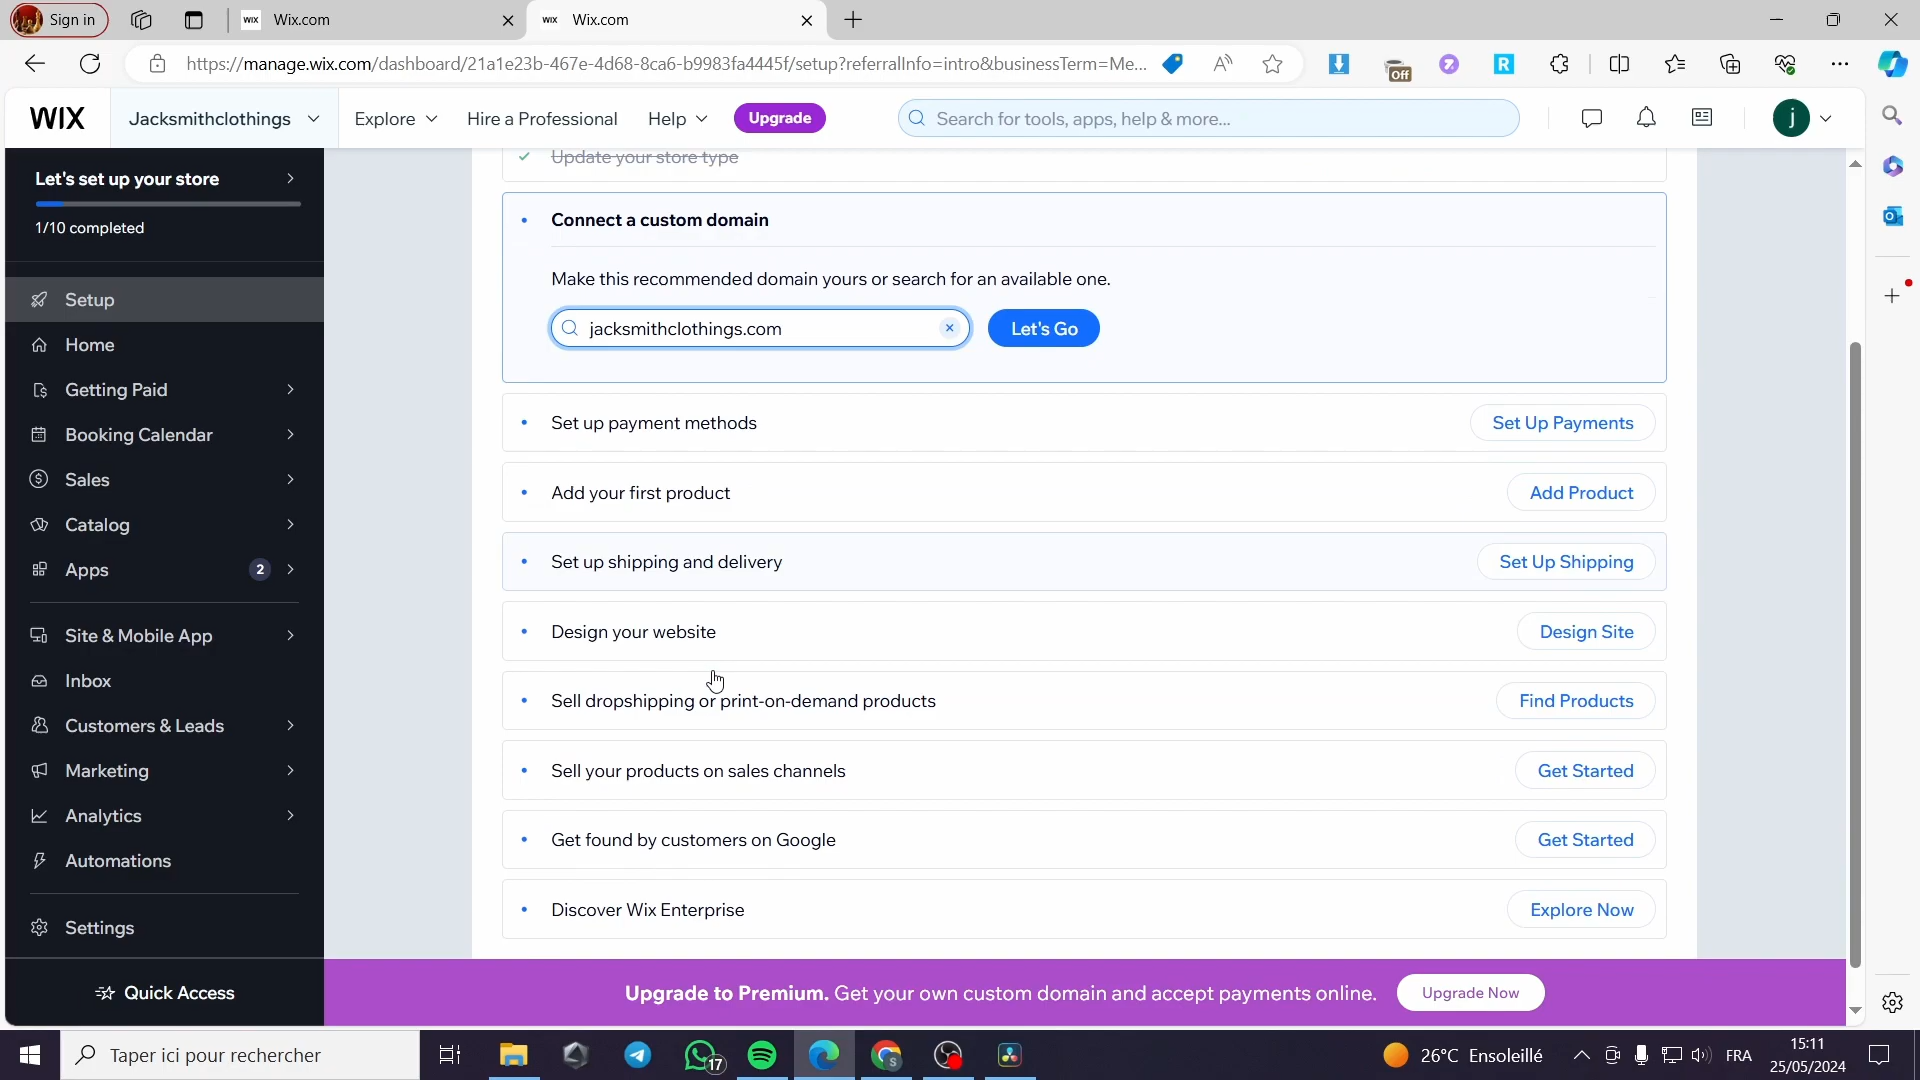 Sign in
WIX Wix.com
WIX Wix.com
https://manage.wix.com/dashboard/21a1e23b-467e-4d68-8ca6-b9983fa4445f/setup?referralInfo=intro&businessTerm=Me...
Off
WIX
Jacksmithclothings
Explore
Hire a Professional
Help
Upgrade
Search for tools, apps, help & more...
j
Let's set up your store
1/10 completed
Setup
Home
Getting Paid
Booking Calendar
Sales
Catalog
Apps 2
Site & Mobile App
Inbox
Customers & Leads
Marketing
Analytics
Automations
Settings
Quick Access
Update your store type
Connect a custom domain
Make this recommended domain yours or search for an available one.
jacksmithclothings.com
Let's Go
Set up payment methods
Set Up Payments
Add your first product
Add Product
Set up shipping and delivery
Set Up Shipping
Design your website
Design Site
Sell dropshipping or print-on-demand products
Find Products
Sell your products on sales channels
Get Started
Get found by customers on Google
Get Started
Discover Wix Enterprise
Explore Now
Upgrade to Premium. Get your own custom domain and accept payments online.
Upgrade Now
Taper ici pour rechercher
17
S
26°C Ensoleillé
FRA
15:11
25/05/2024